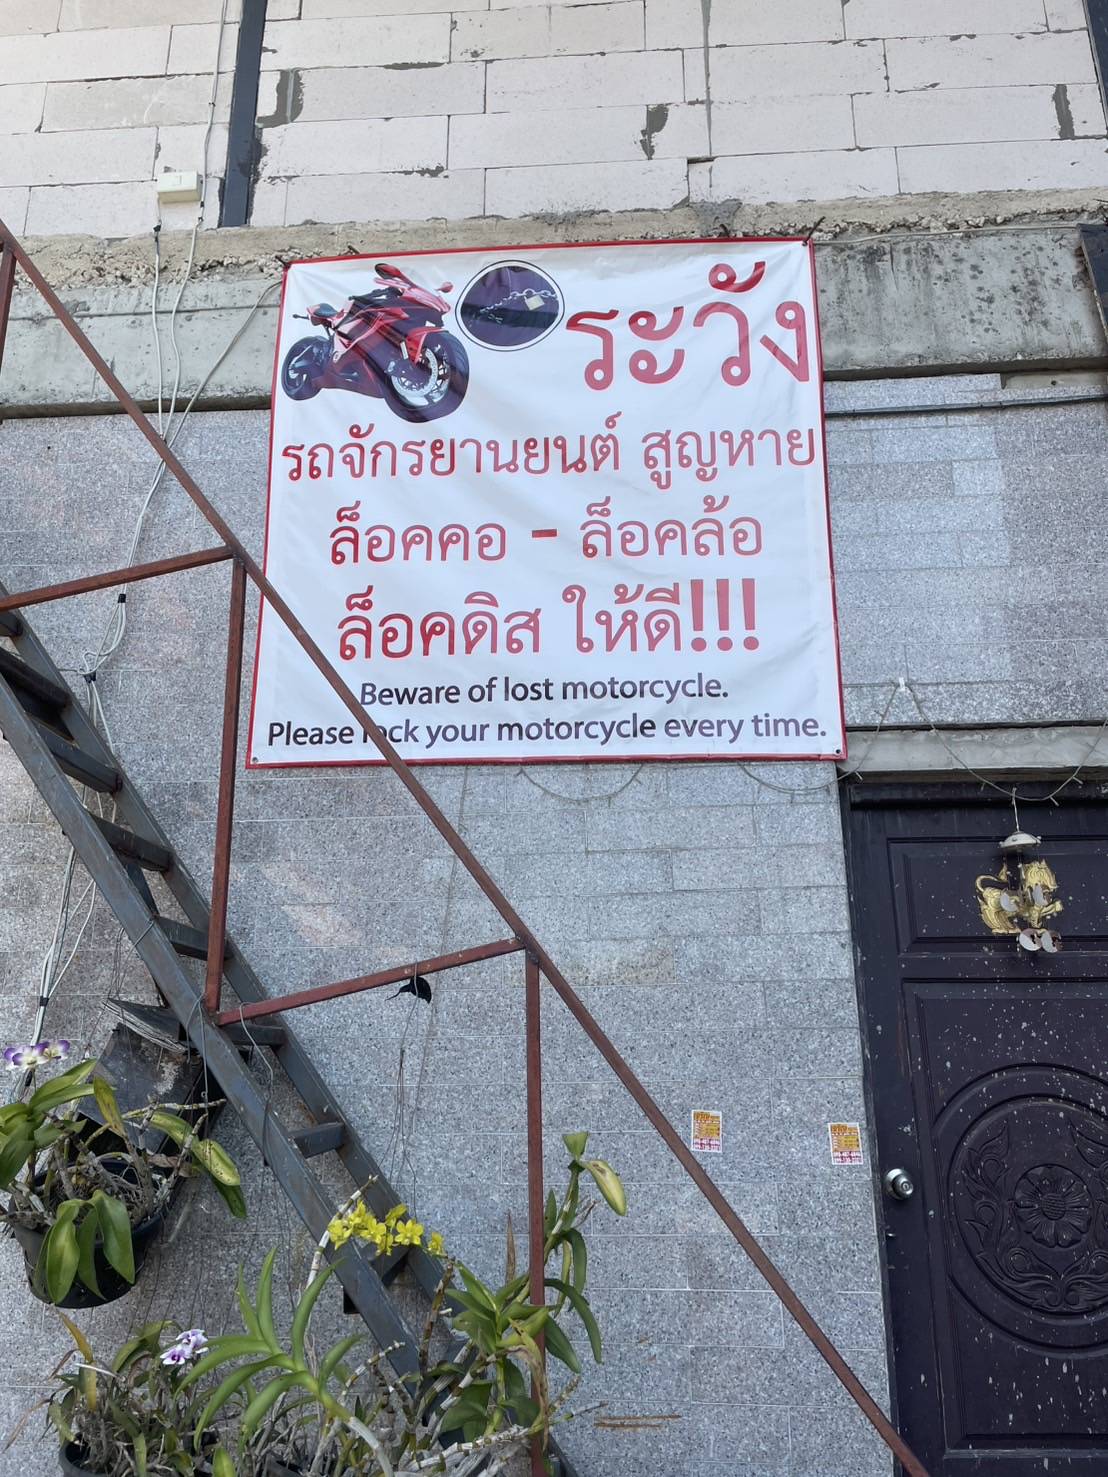 ระวัง
รถจักรยานยนต์ สูญหาย
ล็อคคอ - ล็อคล้อ
ล็อคดิส ให้ดี!!!
Beware of lost motorcycle.
Please lock your motorcycle every time.